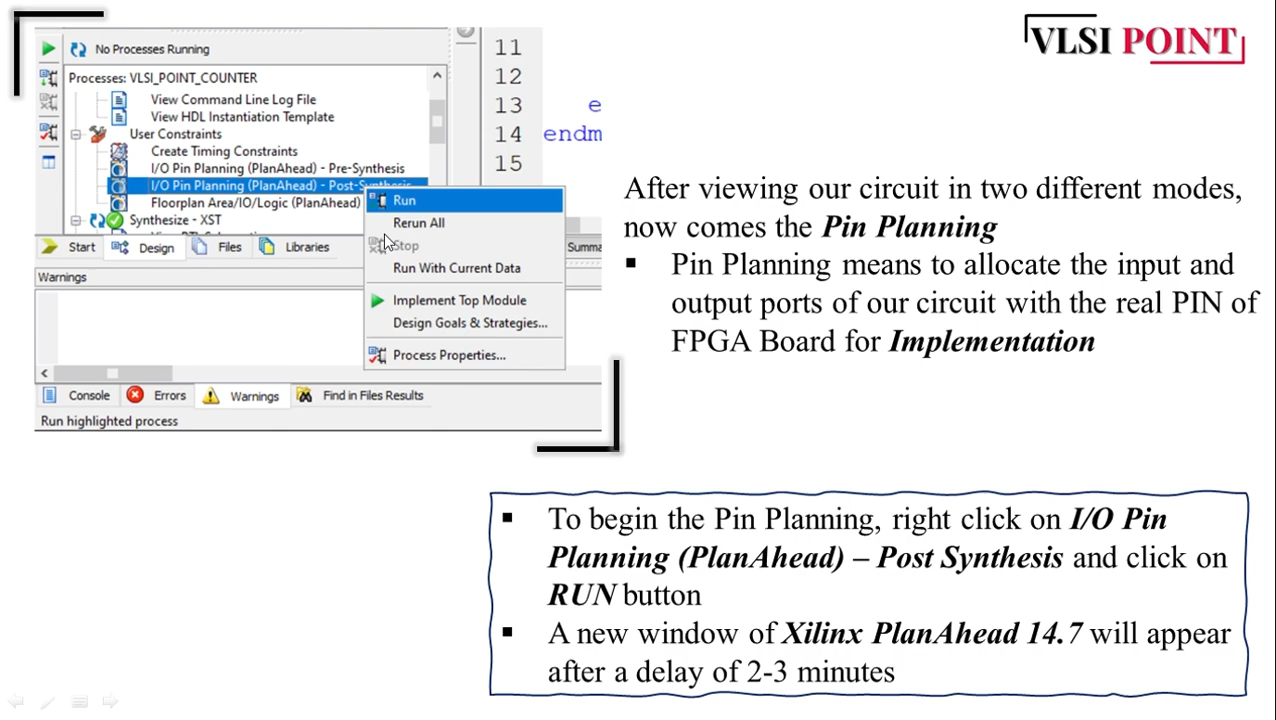 VLSI POINT
No Processes Running
Processes: VLSI_POINT_COUNTER
View Command Line Log File
View HDL Instantiation Template
User Constraints
Create Timing Constraints
I/O Pin Planning (PlanAhead) - Pre-Synthesis
I/O Pin Planning (PlanAhead) - Post-Synthesis
Floorplan Area/IO/Logic (PlanAhead)
Synthesize - XST
Start Design Files Libraries
Warnings
Console Errors Warnings Find in Files Results
Run highlighted process
Run
Rerun All
Stop
Run With Current Data
Implement Top Module
Design Goals & Strategies...
Process Properties...
11
12
13 e
14 endm
15
Summa
After viewing our circuit in two different modes,
now comes the Pin Planning
▪ Pin Planning means to allocate the input and
output ports of our circuit with the real PIN of
FPGA Board for Implementation
▪ To begin the Pin Planning, right click on I/O Pin
Planning (PlanAhead) – Post Synthesis and click on
RUN button
▪ A new window of Xilinx PlanAhead 14.7 will appear
after a delay of 2-3 minutes